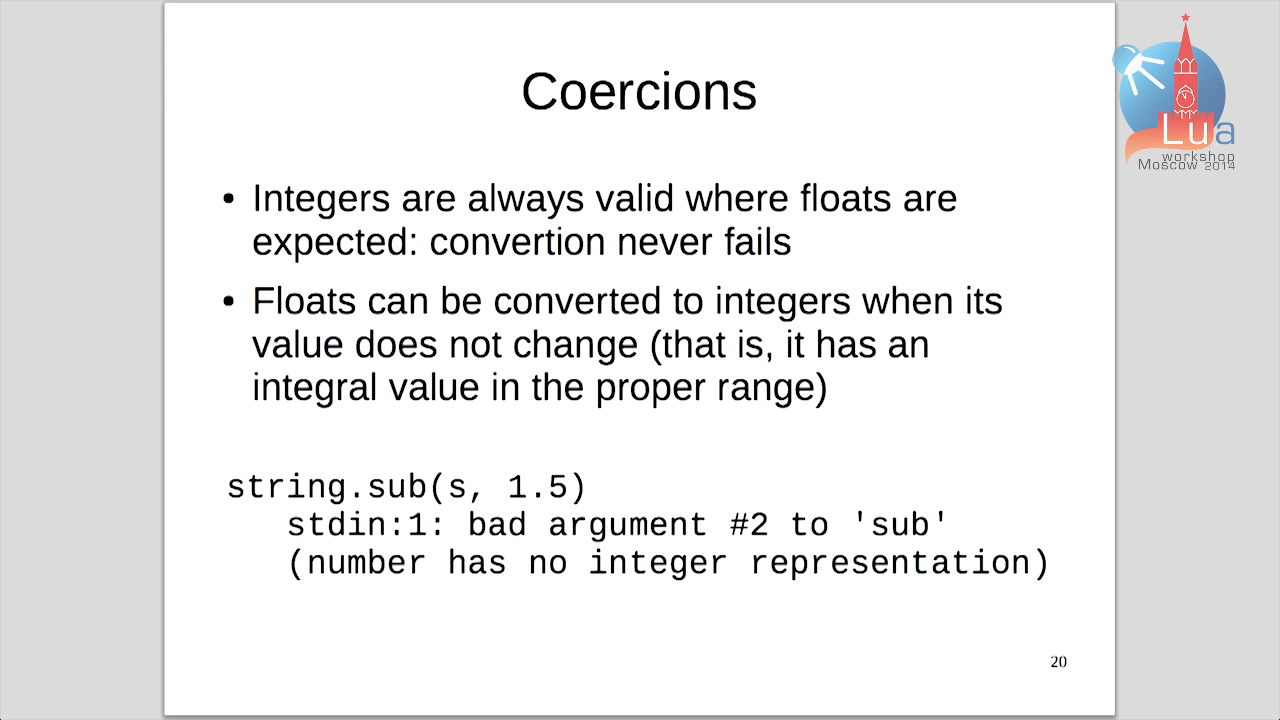 Coercions
• Integers are always valid where floats are
expected: convertion never fails
• Floats can be converted to integers when its
value does not change (that is, it has an
integral value in the proper range)
string.sub(s, 1.5)
stdin:1: bad argument #2 to 'sub'
(number has no integer representation)
20
Lua
workshop
Moscow 2014